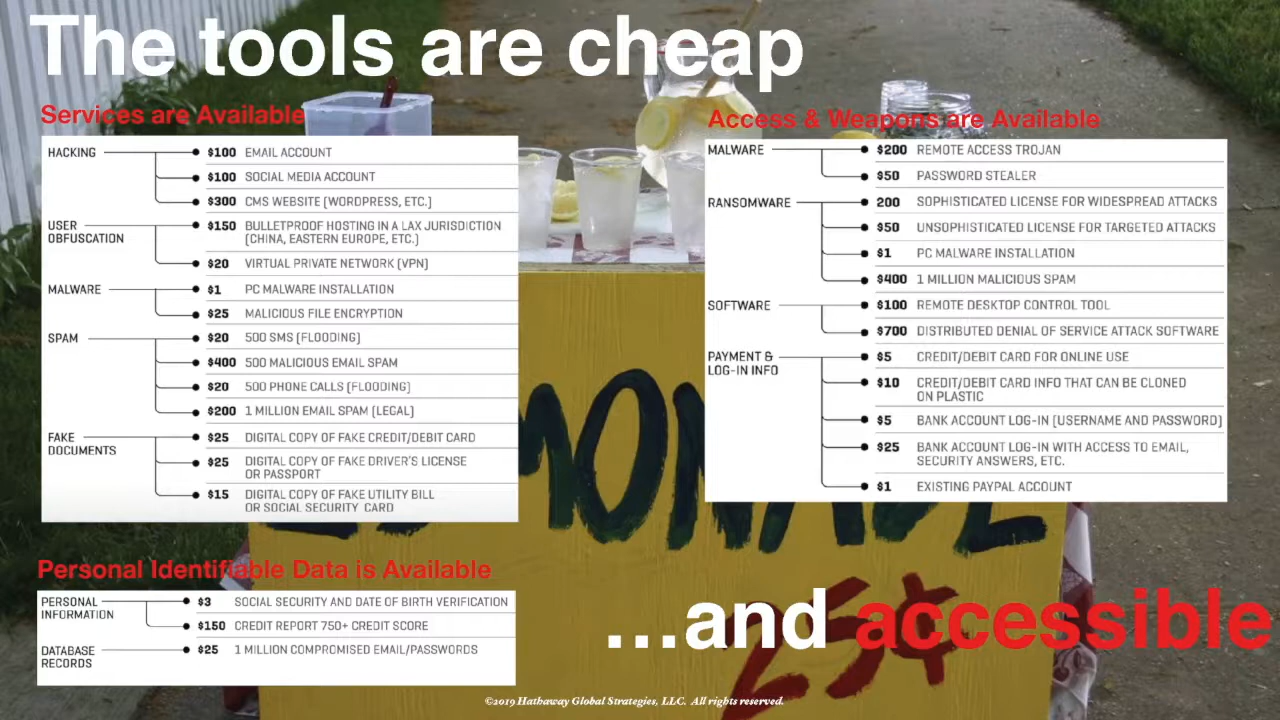 The tools are cheap
Services are Available
HACKING
$100 EMAIL ACCOUNT
$100 SOCIAL MEDIA ACCOUNT
$300 CMS WEBSITE (WORDPRESS, ETC.)
USER
OBFUSCATION
$150 BULLETPROOF HOSTING IN A LAX JURISDICTION
(CHINA, EASTERN EUROPE, ETC.)
$20 VIRTUAL PRIVATE NETWORK (VPN)
MALWARE
$1 PC MALWARE INSTALLATION
$25 MALICIOUS FILE ENCRYPTION
SPAM
$20 500 SMS (FLOODING)
$400 500 MALICIOUS EMAIL SPAM
$20 500 PHONE CALLS (FLOODING)
$200 1 MILLION EMAIL SPAM (LEGAL)
FAKE
DOCUMENTS
$25 DIGITAL COPY OF FAKE CREDIT/DEBIT CARD
$25 DIGITAL COPY OF FAKE DRIVER'S LICENSE
OR PASSPORT
$15 DIGITAL COPY OF FAKE UTILITY BILL
OR SOCIAL SECURITY CARD
Access & Weapons are Available
MALWARE
$200 REMOTE ACCESS TROJAN
$50 PASSWORD STEALER
RANSOMWARE
200 SOPHISTICATED LICENSE FOR WIDESPREAD ATTACKS
$50 UNSOPHISTICATED LICENSE FOR TARGETED ATTACKS
$1 PC MALWARE INSTALLATION
$400 1 MILLION MALICIOUS SPAM
SOFTWARE
$100 REMOTE DESKTOP CONTROL TOOL
$700 DISTRIBUTED DENIAL OF SERVICE ATTACK SOFTWARE
PAYMENT &
LOG-IN INFO
$5 CREDIT/DEBIT CARD FOR ONLINE USE
$10 CREDIT/DEBIT CARD INFO THAT CAN BE CLONED
ON PLASTIC
$5 BANK ACCOUNT LOG-IN (USERNAME AND PASSWORD)
$25 BANK ACCOUNT LOG-IN WITH ACCESS TO EMAIL,
SECURITY ANSWERS, ETC.
$1 EXISTING PAYPAL ACCOUNT
Personal Identifiable Data is Available
PERSONAL
INFORMATION
$3 SOCIAL SECURITY AND DATE OF BIRTH VERIFICATION
$150 CREDIT REPORT 750+ CREDIT SCORE
DATABASE
RECORDS
$25 1 MILLION COMPROMISED EMAIL/PASSWORDS
...and accessible
25¢
©2019 Hathaway Global Strategies, LLC. All rights reserved.